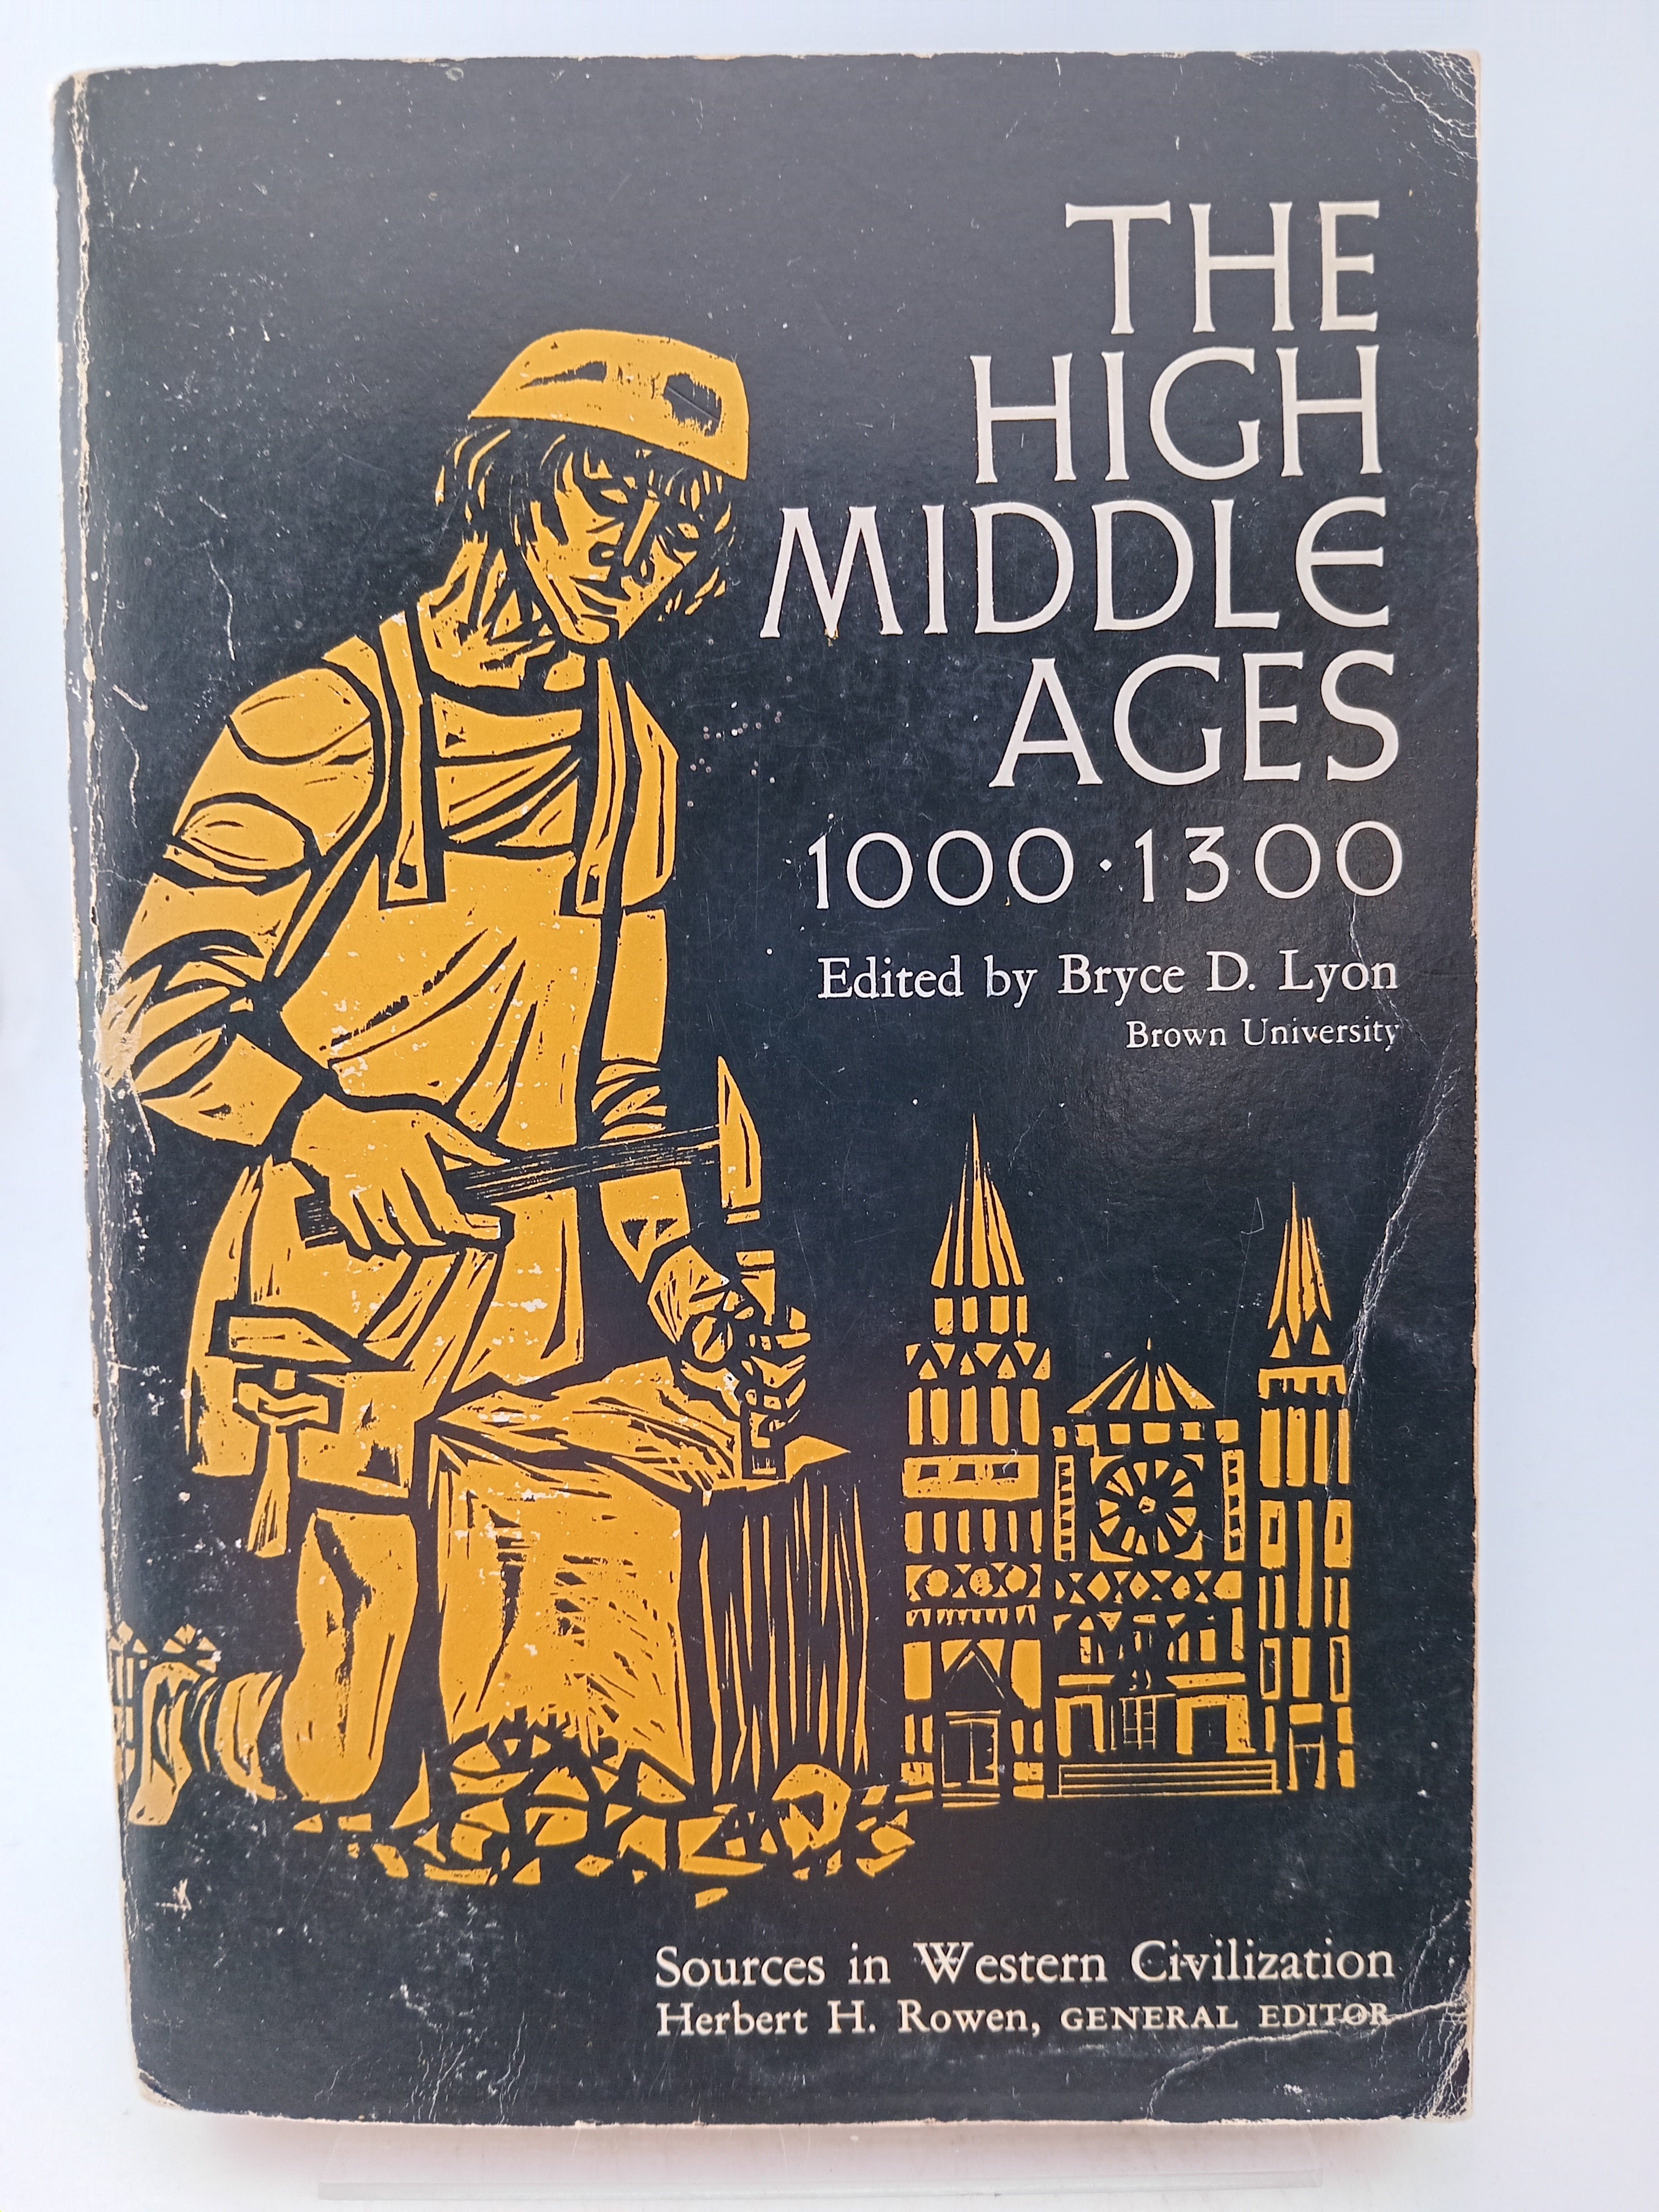 THE
HIGH
MIDDLE
AGES
1000·1300
Edited by Bryce D. Lyon
Brown University
Sources in Western Civilization
Herbert H. Rowen, GENERAL EDITOR